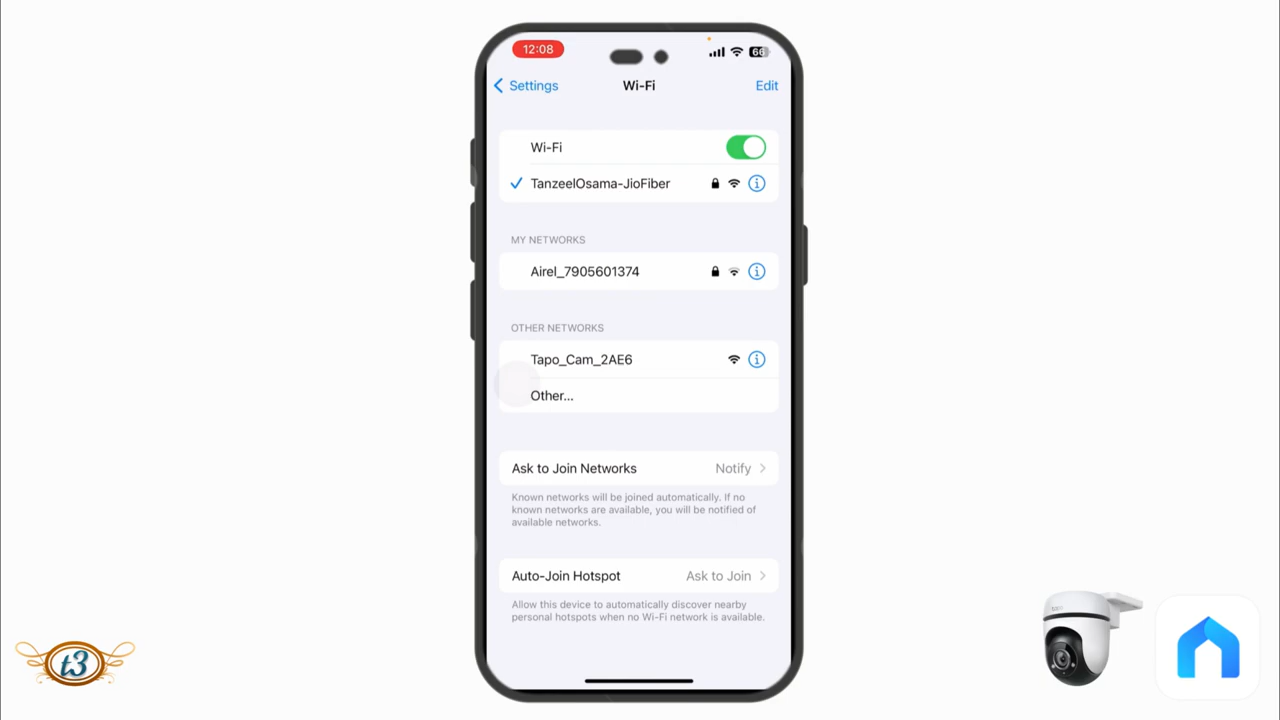 12:08
66
Settings
Wi-Fi
Edit
Wi-Fi
TanzeelOsama-JioFiber
MY NETWORKS
Airel_7905601374
OTHER NETWORKS
Tapo_Cam_2AE6
Other...
Ask to Join Networks
Notify
Known networks will be joined automatically. If no
known networks are available, you will be notified of
available networks.
Auto-Join Hotspot
Ask to Join
Allow this device to automatically discover nearby
personal hotspots when no Wi-Fi network is available.
t3
tapo